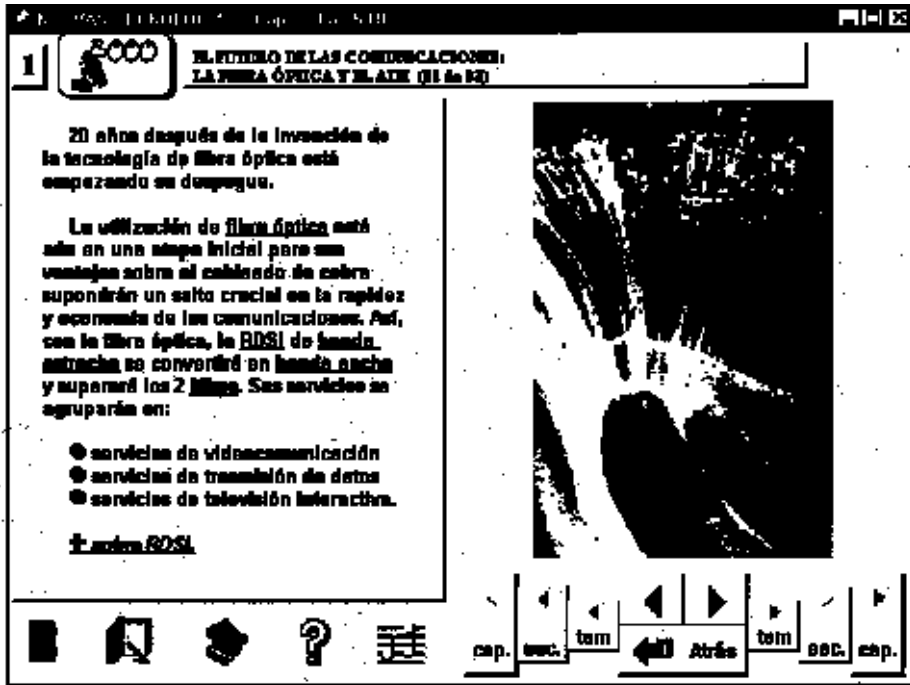 1
2000
EL FUTURO DE LAS COMUNICACIONES:
LA FIBRA ÓPTICA Y EL ADE
20 años después de la invención de
la tecnología de fibra óptica está
empezando su despegue.
La utilización de fibra óptica está
aún en una etapa inicial pero sus
ventajas sobre el cableado de cobre
supondrán un salto crucial en la rapidez
y economía de las comunicaciones. Así,
con la fibra óptica, la RDSI de banda
estrecha se convertirá en banda ancha
y superará los 2 Mbps. Sus servicios se
agruparán en:
servicios de videocomunicación
servicios de transmisión de datos
servicios de televisión interactiva.
+ sobre RDSI.
cap. sec. tem Atrás tem sec. cap.